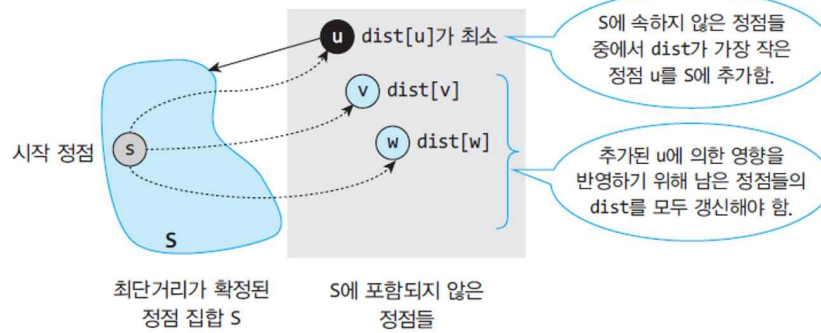 u dist[u]가 최소
v dist[v]
w dist[w]
시작 정점
s
S
S에 속하지 않은 정점들
중에서 dist가 가장 작은
정점 u를 S에 추가함.
추가된 u에 의한 영향을
반영하기 위해 남은 정점들의
dist를 모두 갱신해야 함.
최단거리가 확정된
정점 집합 S
S에 포함되지 않은
정점들